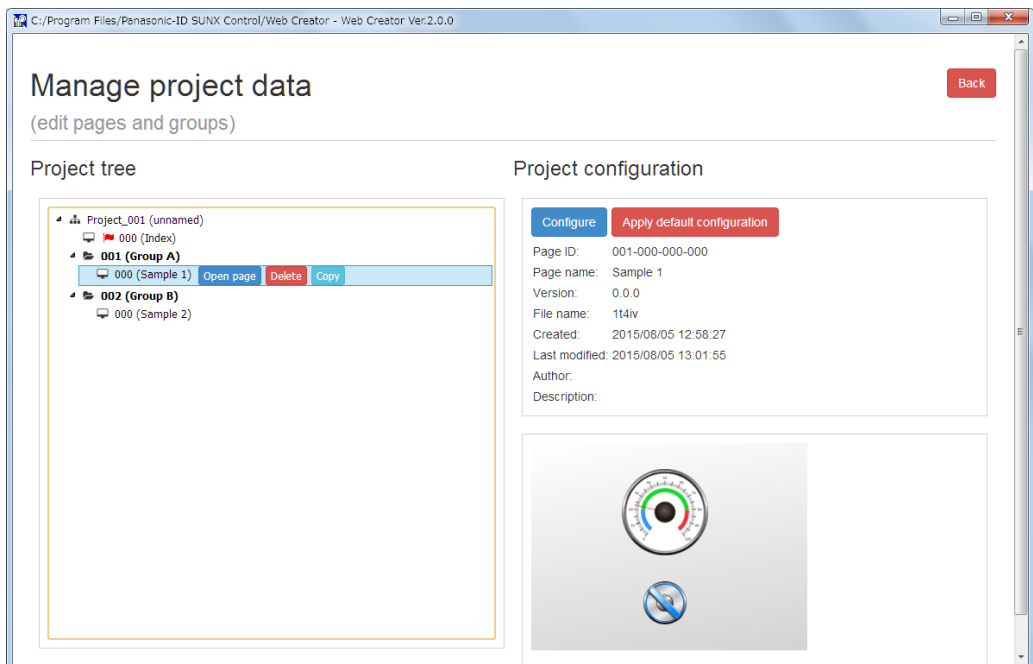 C:/Program Files/Panasonic-ID SUNX Control/Web Creator - Web Creator Ver.2.0.0
Manage project data
Back
(edit pages and groups)
Project tree
Project_001 (unnamed)
000 (Index)
001 (Group A)
000 (Sample 1) Open page Delete Copy
002 (Group B)
000 (Sample 2)
Project configuration
Configure Apply default configuration
Page ID: 001-000-000-000
Page name: Sample 1
Version: 0.0.0
File name: 1t4iv
Created: 2015/08/05 12:58:27
Last modified: 2015/08/05 13:01:55
Author:
Description: